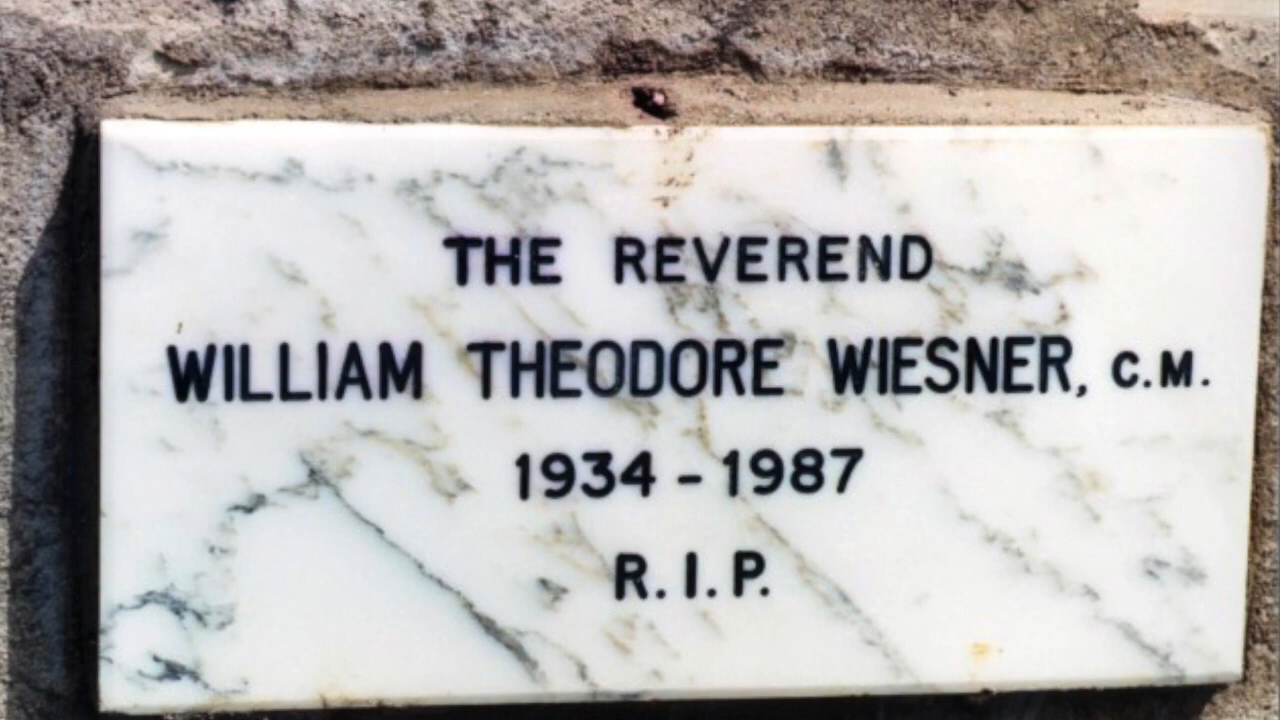 THE REVEREND
WILLIAM THEODORE WIESNER, C.M.
1934 - 1987
R.I.P.